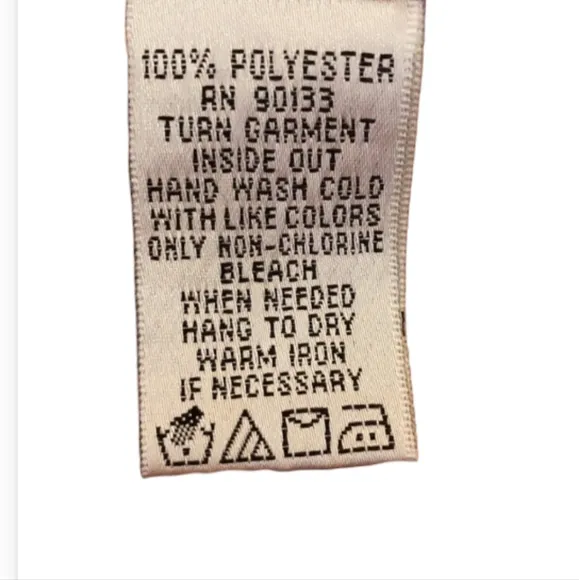 100% POLYESTER
RN 90133
TURN GARMENT
INSIDE OUT
HAND WASH COLD
WITH LIKE COLORS
ONLY NON-CHLORINE
BLEACH
WHEN NEEDED
HANG TO DRY
WARM IRON
IF NECESSARY